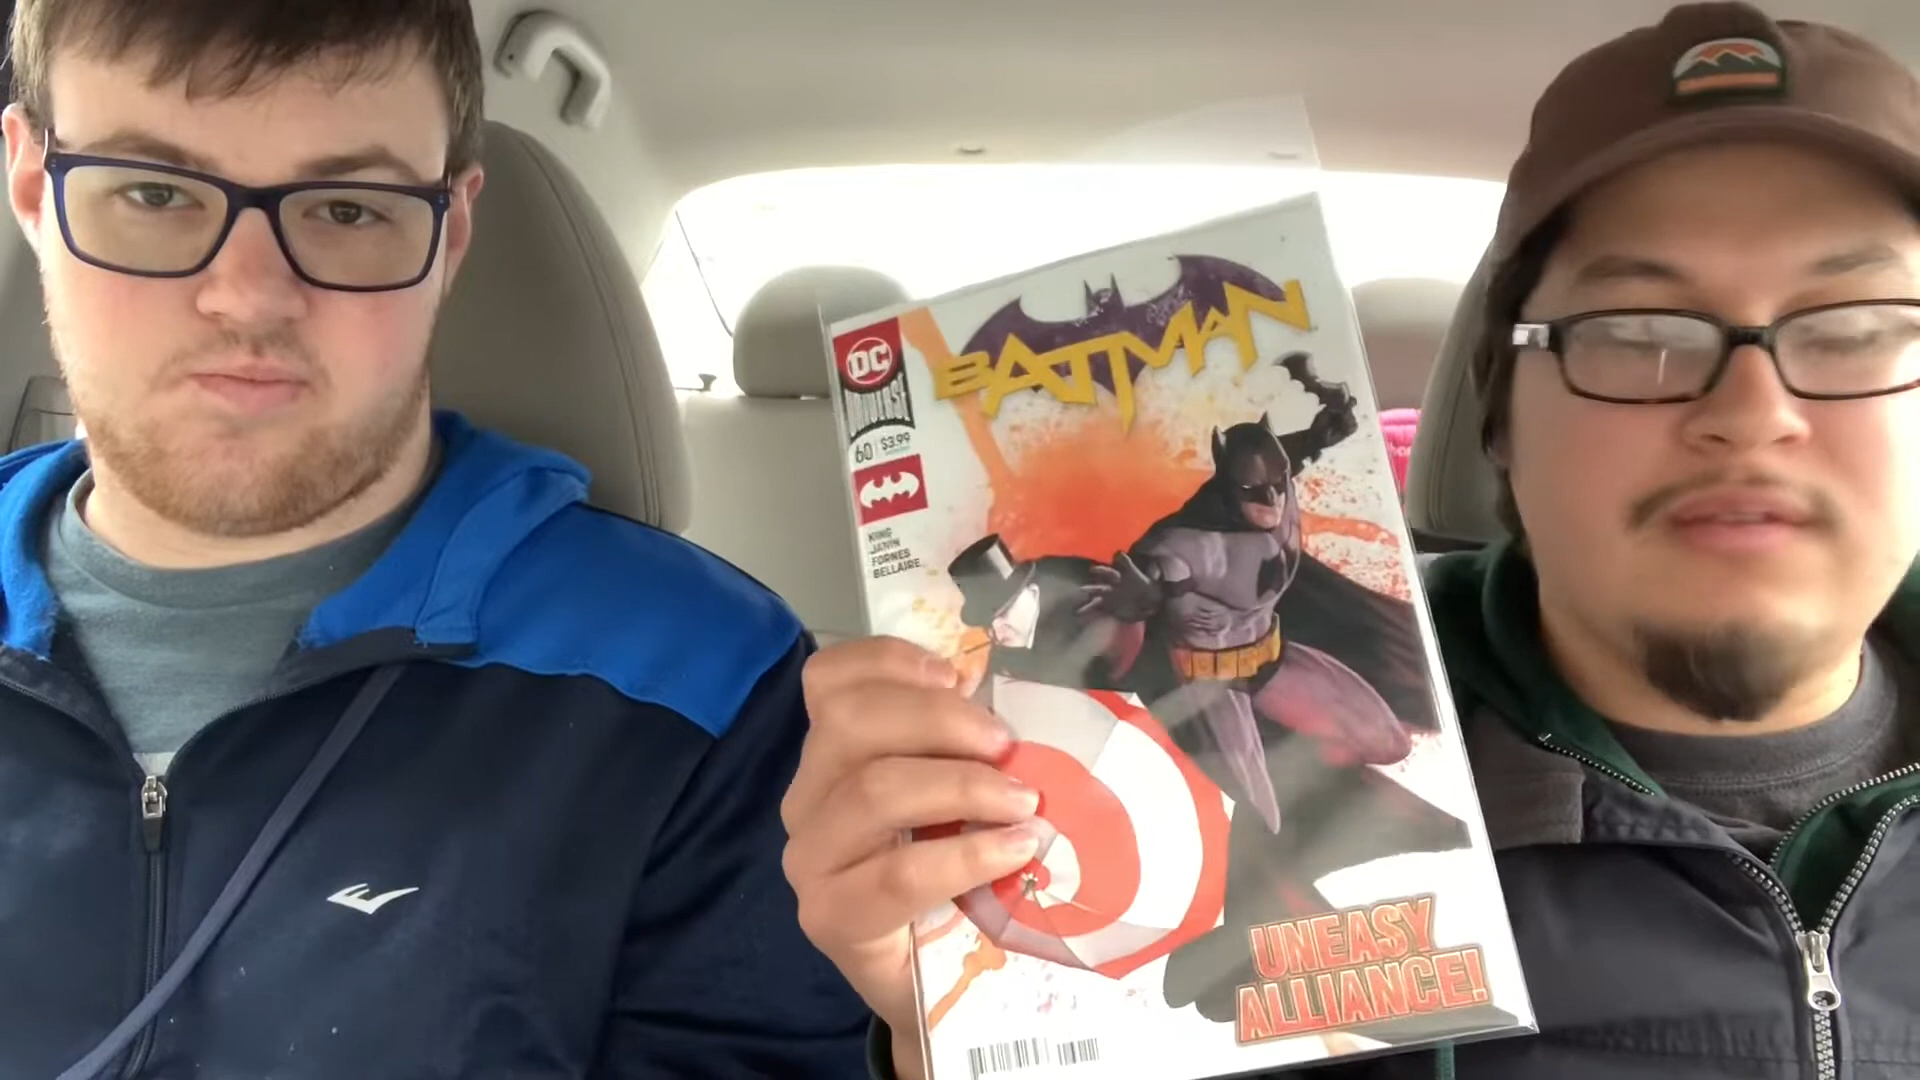 BATMAN
DC
UNIVERSE
60 $3.99
KING
JANIN
FORNES
BELLAIRE
UNEASY
ALLIANCE!